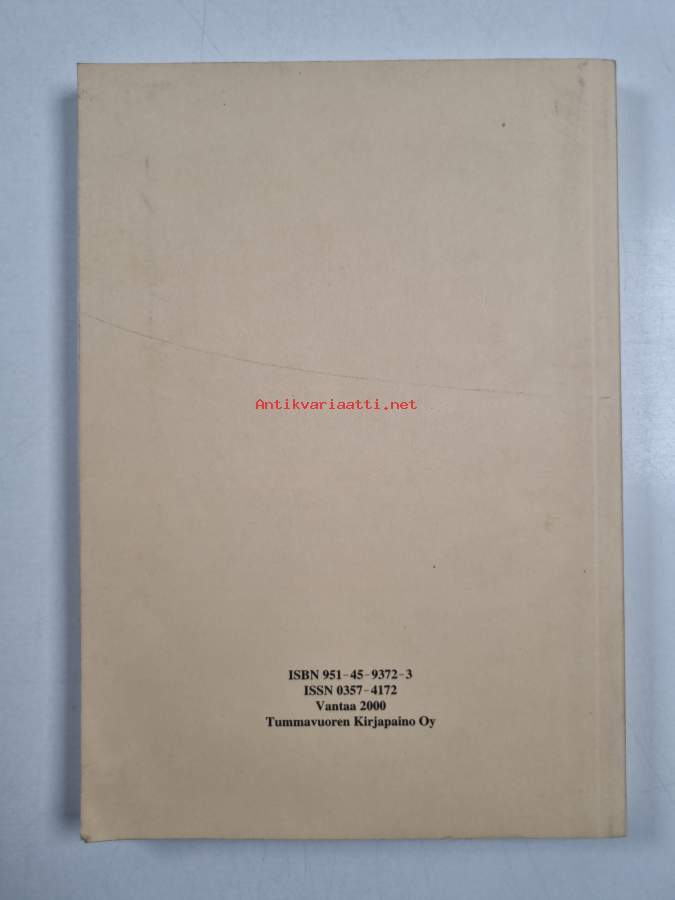 Antikvariaatti.net
ISBN 951-45-9372-3
ISSN 0357-4172
Vantaa 2000
Tummavuoren Kirjapaino Oy